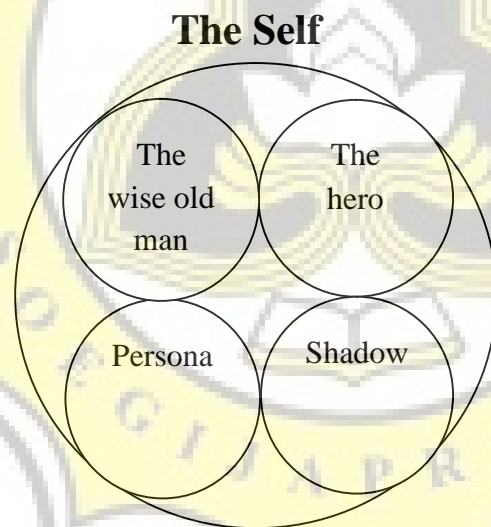 The Self
The
wise old
man
The
hero
Persona
Shadow